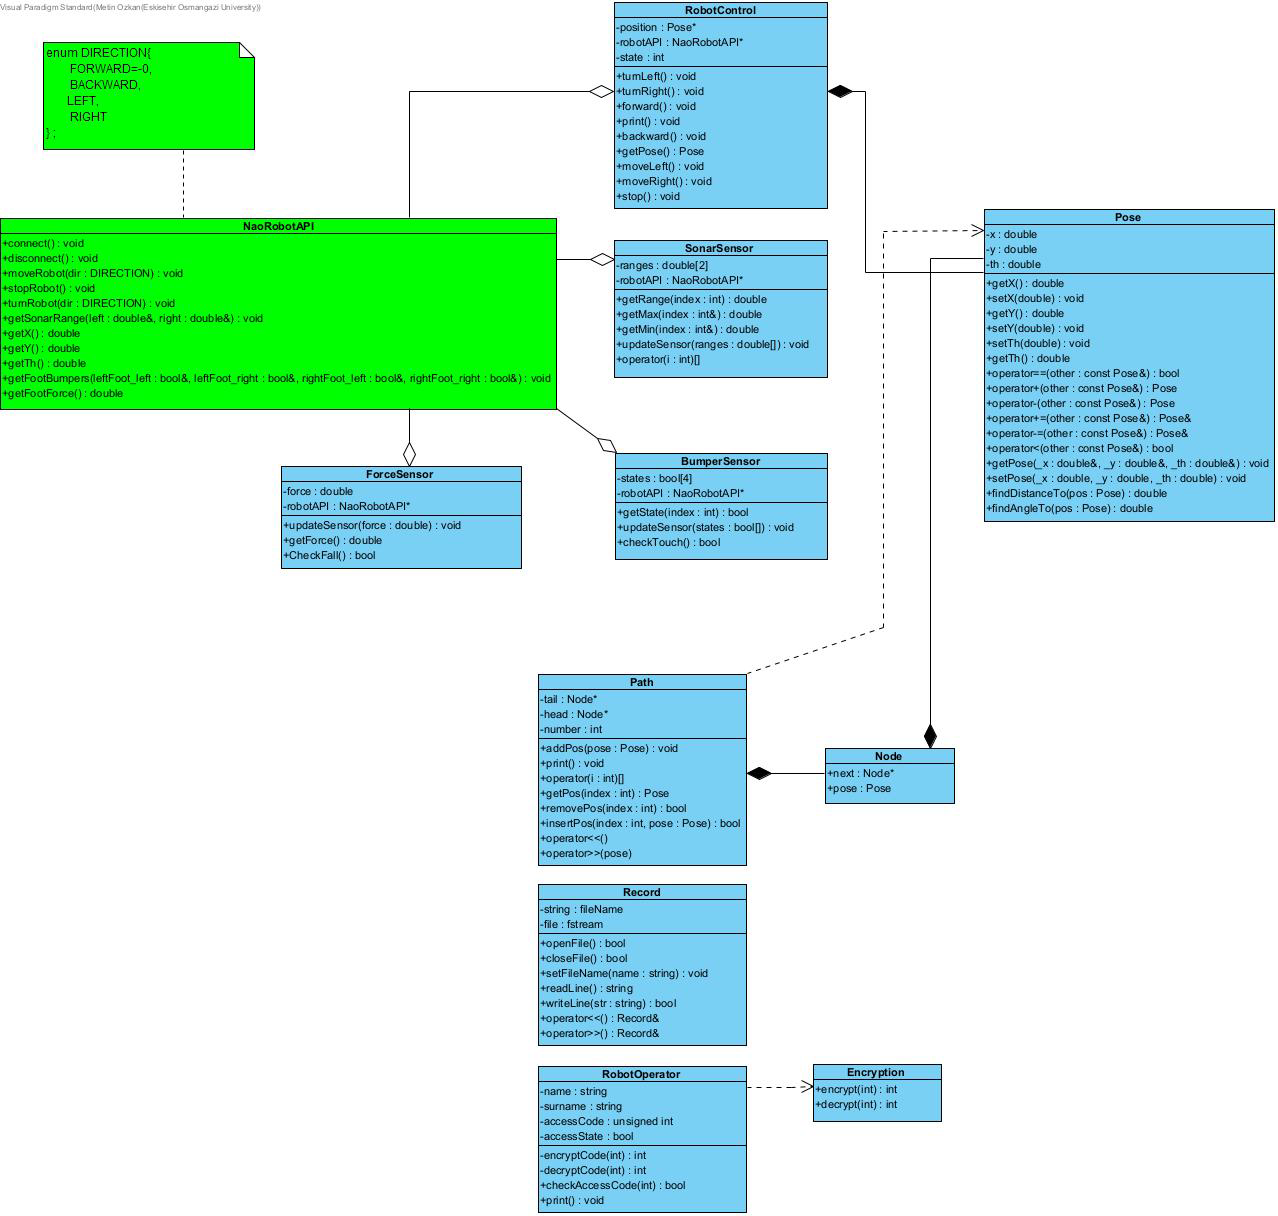 Visual Paradigm Standard(Metin Ozkan(Eskisehir Osmangazi University))
enum DIRECTION{
FORWARD=-0,
BACKWARD,
LEFT,
RIGHT
} ;
RobotControl
-position : Pose*
-robotAPI : NaoRobotAPI*
-state : int
+turnLeft() : void
+turnRight() : void
+forward() : void
+print() : void
+backward() : void
+getPose() : Pose
+moveLeft() : void
+moveRight() : void
+stop() : void
NaoRobotAPI
+connect() : void
+disconnect() : void
+moveRobot(dir : DIRECTION) : void
+stopRobot() : void
+turnRobot(dir : DIRECTION) : void
+getSonarRange(left : double&, right : double&) : void
+getX() : double
+getY() : double
+getTh() : double
+getFootBumpers(leftFoot_left : bool&, leftFoot_right : bool&, rightFoot_left : bool&, rightFoot_right : bool&) : void
+getFootForce() : double
SonarSensor
-ranges : double[2]
-robotAPI : NaoRobotAPI*
+getRange(index : int) : double
+getMax(index : int&) : double
+getMin(index : int&) : double
+updateSensor(ranges : double[]) : void
+operator(i : int)[]
Pose
-x : double
-y : double
-th : double
+getX() : double
+setX(double) : void
+getY() : double
+setY(double) : void
+setTh(double) : void
+getTh() : double
+operator==(other : const Pose&) : bool
+operator+(other : const Pose&) : Pose
+operator-(other : const Pose&) : Pose
+operator+=(other : const Pose&) : Pose&
+operator-=(other : const Pose&) : Pose&
+operator<(other : const Pose&) : bool
+getPose(_x : double&, _y : double&, _th : double&) : void
+setPose(_x : double, _y : double, _th : double) : void
+findDistanceTo(pos : Pose) : double
+findAngleTo(pos : Pose) : double
ForceSensor
-force : double
-robotAPI : NaoRobotAPI*
+updateSensor(force : double) : void
+getForce() : double
+CheckFall() : bool
BumperSensor
-states : bool[4]
-robotAPI : NaoRobotAPI*
+getState(index : int) : bool
+updateSensor(states : bool[]) : void
+checkTouch() : bool
Path
-tail : Node*
-head : Node*
-number : int
+addPos(pose : Pose) : void
+print() : void
+operator(i : int)[]
+getPos(index : int) : Pose
+removePos(index : int) : bool
+insertPos(index : int, pose : Pose) : bool
+operator<<()
+operator>>(pose)
Node
+next : Node*
+pose : Pose
Record
-string : fileName
-file : fstream
+openFile() : bool
+closeFile() : bool
+setFileName(name : string) : void
+readLine() : string
+writeLine(str : string) : bool
+operator<<() : Record&
+operator>>() : Record&
RobotOperator
-name : string
-surname : string
-accessCode : unsigned int
-accessState : bool
-encryptCode(int) : int
-decryptCode(int) : int
+checkAccessCode(int) : bool
+print() : void
Encryption
+encrypt(int) : int
+decrypt(int) : int